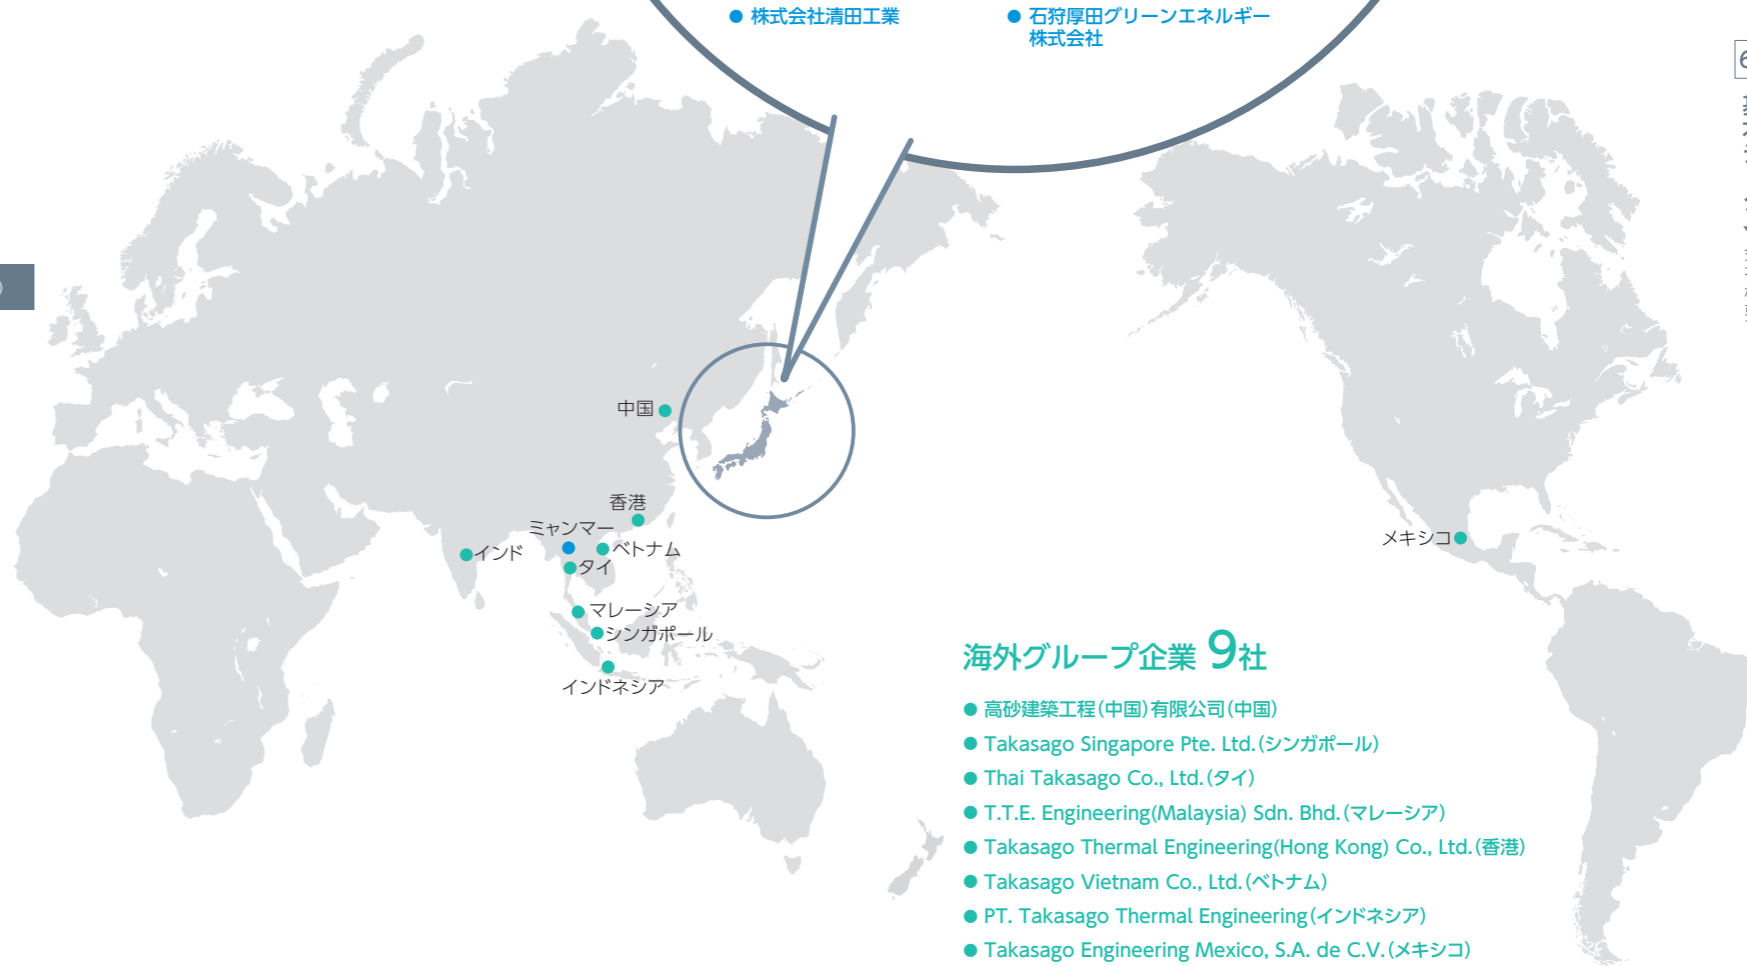 ● 株式会社清田工業
● 石狩厚田グリーンエネルギー
株式会社
中国
香港
ミャンマー
インド
ベトナム
タイ
マレーシア
シンガポール
インドネシア
メキシコ
海外グループ企業 9社
● 高砂建築工程(中国)有限公司(中国)
● Takasago Singapore Pte. Ltd.(シンガポール)
● Thai Takasago Co., Ltd.(タイ)
● T.T.E. Engineering(Malaysia) Sdn. Bhd.(マレーシア)
● Takasago Thermal Engineering(Hong Kong) Co., Ltd.(香港)
● Takasago Vietnam Co., Ltd.(ベトナム)
● PT. Takasago Thermal Engineering(インドネシア)
● Takasago Engineering Mexico, S.A. de C.V.(メキシコ)